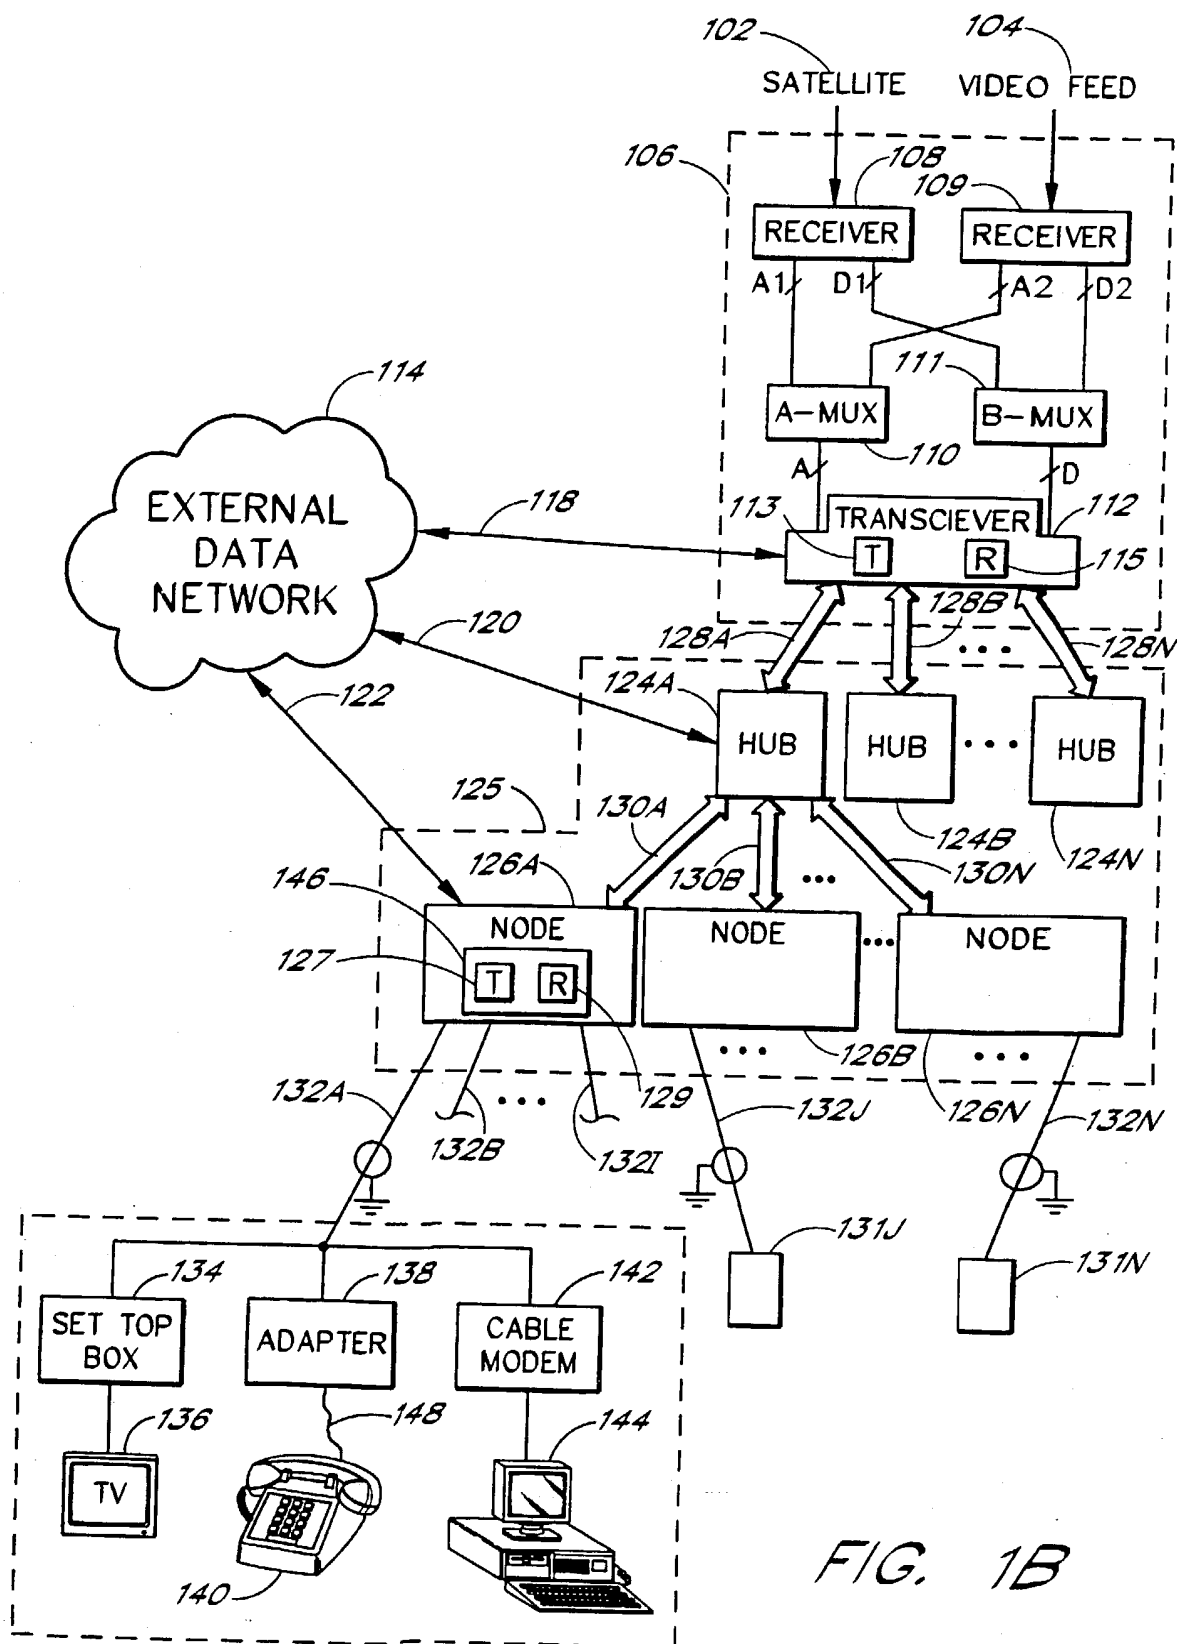 102
104
SATELLITE
VIDEO FEED
106
108
109
RECEIVER
RECEIVER
A1
D1
A2
D2
114
111
A-MUX
B-MUX
110
A
D
EXTERNAL
DATA
NETWORK
118
113
TRANSCIEVER
112
T
R
115
120
128A
128B
128N
122
124A
HUB
HUB
HUB
125
130A
124B
124N
130B
130N
126A
146
NODE
NODE
NODE
127
T
R
126B
132A
132B
129
132I
132J
126N
132N
131J
131N
134
138
142
SET TOP
BOX
ADAPTER
CABLE
MODEM
136
148
144
TV
140
FIG. 1B